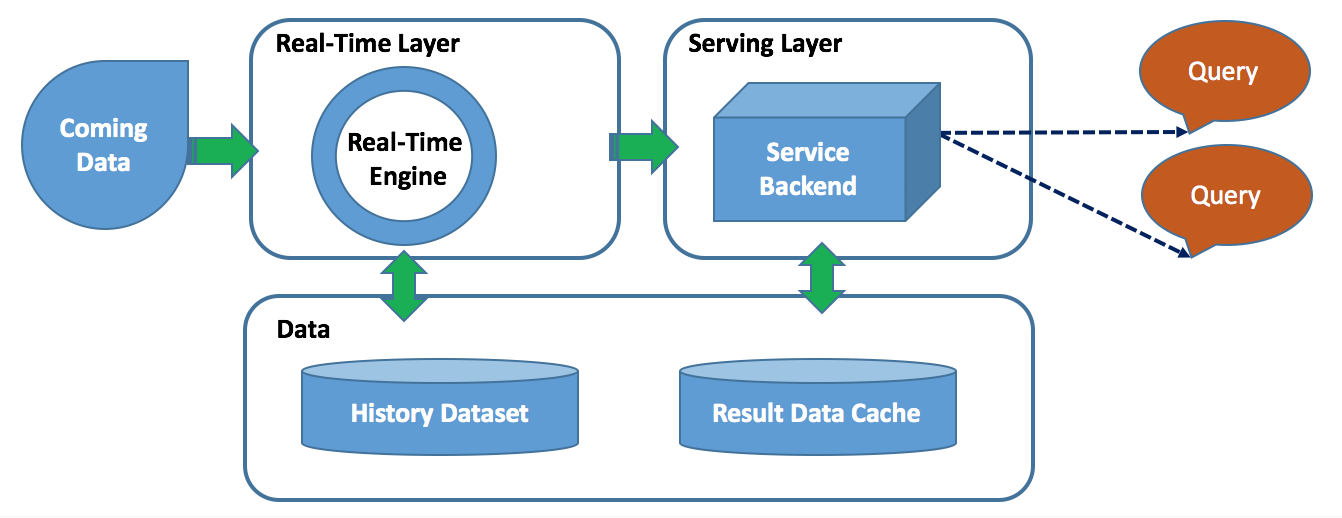 Real-Time Layer
Serving Layer
Coming
Data
Real-Time
Engine
Service
Backend
Query
Query
Data
History Dataset
Result Data Cache